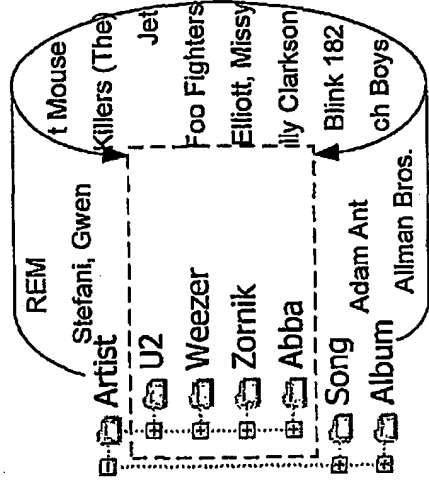 REM
Stefani, Gwen
Artist
U2
Weezer
Zornik
Abba
Song
Adam Ant
Album
Allman Bros.
t Mouse
Killers (They)
Jet
Foo Fighters
Elliott, Missy
lly Clarkson
Blink 182
ch Boys